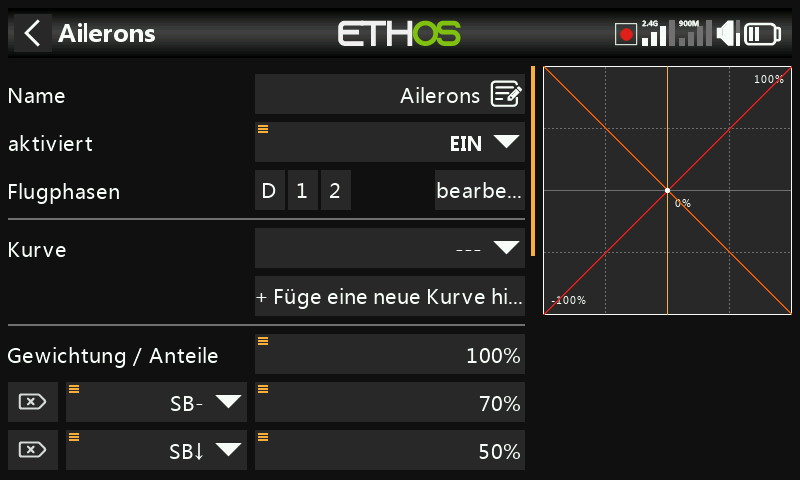 Ailerons
ETHOS
2.4G 900M
Name Ailerons
aktiviert EIN
Flugphasen D 1 2 bearbe...
Kurve ---
+ Füge eine neue Kurve hi...
Gewichtung / Anteile 100%
SB- 70%
SB↓ 50%
100%
0%
-100%